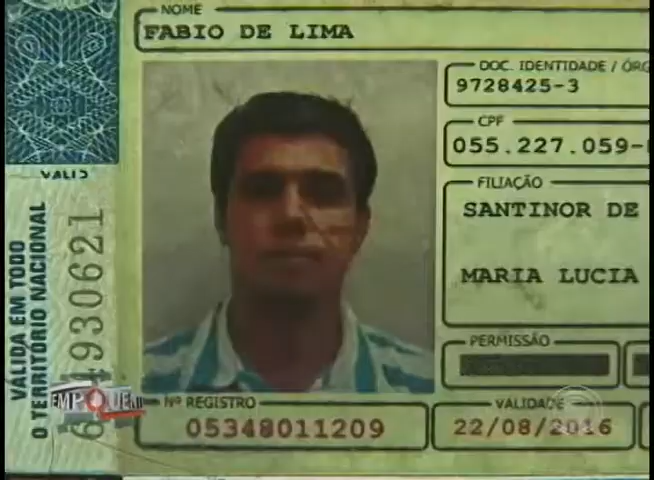 NOME
FABIO DE LIMA
DOC. IDENTIDADE / ÓRG
9728425-3
CPF
055.227.059-
FILIAÇÃO
SANTINOR DE
MARIA LUCIA
PERMISSÃO
Nº REGISTRO
05348011209
VALIDADE
22/08/2016
VÁLIDA EM TODO
O TERRITÓRIO NACIONAL
4930621